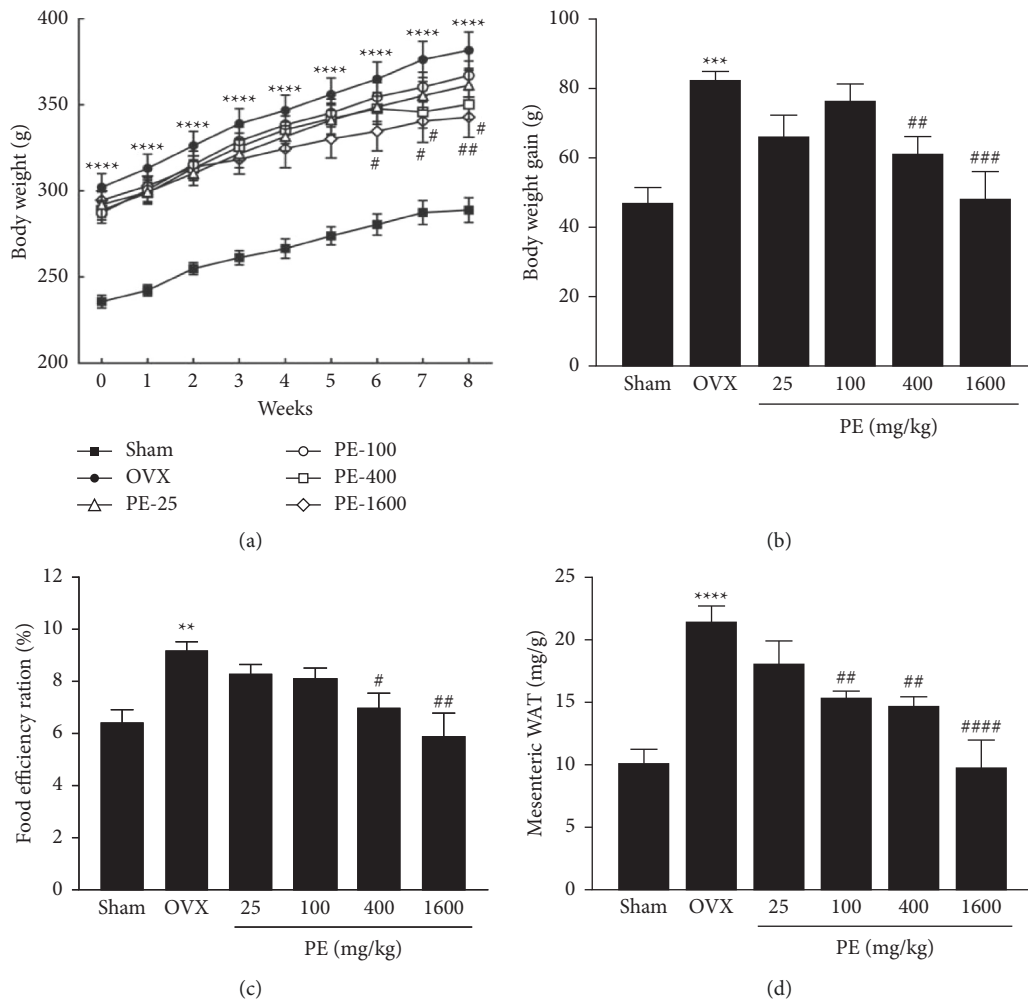 400
350
300
250
200
Body weight (g)
**** **** **** **** **** **** **** **** ****
# # # ## #
0 1 2 3 4 5 6 7 8
Weeks
Sham
OVX
PE-25
PE-100
PE-400
PE-1600
(a)
100
80
60
40
20
0
Body weight gain (g)
***
##
###
Sham OVX 25 100 400 1600
PE (mg/kg)
(b)
12
10
8
6
4
2
0
Food efficiency ration (%)
**
#
##
Sham OVX 25 100 400 1600
PE (mg/kg)
(c)
25
20
15
10
5
0
Mesenteric WAT (mg/g)
****
##
##
####
Sham OVX 25 100 400 1600
PE (mg/kg)
(d)